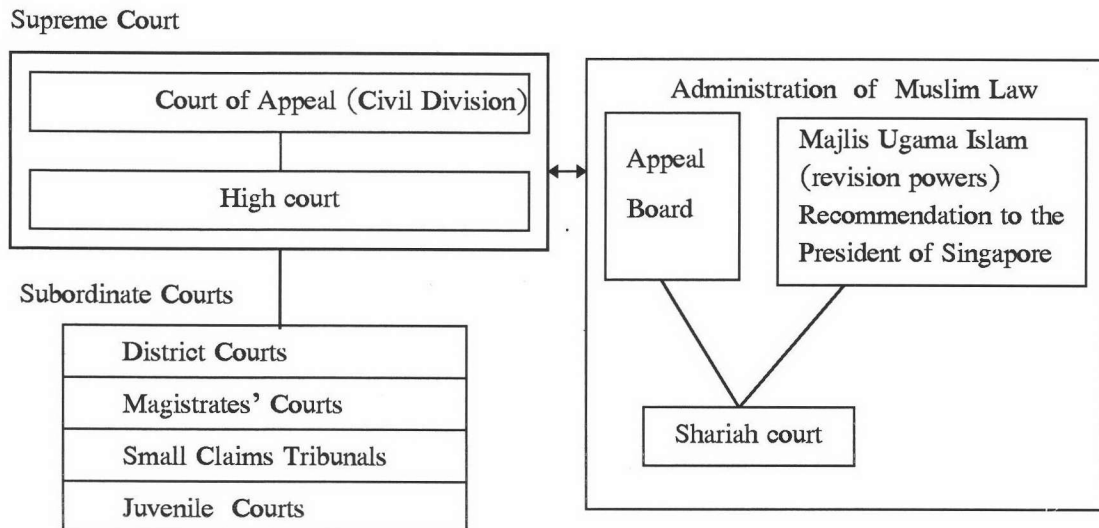 Supreme Court
Court of Appeal (Civil Division)
High court
Subordinate Courts
District Courts
Magistrates’ Courts
Small Claims Tribunals
Juvenile Courts
Administration of Muslim Law
Appeal
Board
Majlis Ugama Islam
(revision powers)
Recommendation to the
President of Singapore
Shariah court